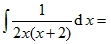 ∫ 1/(2x(x+2)) dx =